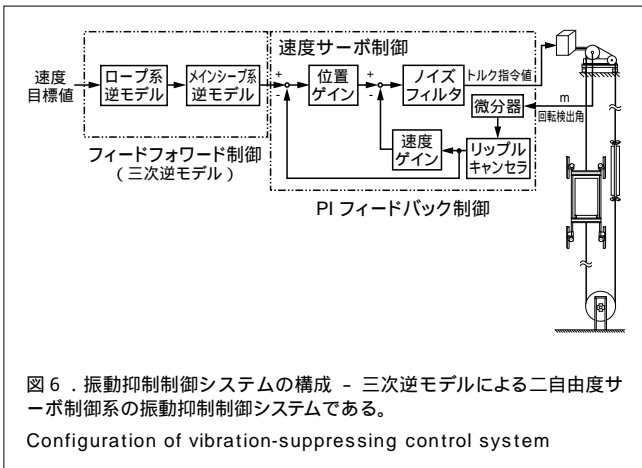 速度サーボ制御
速度
目標値
ロープ系
逆モデル
メインシーブ系
逆モデル
+
-
位置
ゲイン
+
-
ノイズ
フィルタ
トルク指令値
m
回転検出角
微分器
速度
ゲイン
リップル
キャンセラ
フィードフォワード制御
(三次逆モデル)
PI フィードバック制御
図6.振動抑制制御システムの構成 - 三次逆モデルによる二自由度サ
ーボ制御系の振動抑制制御システムである。
Configuration of vibration-suppressing control system